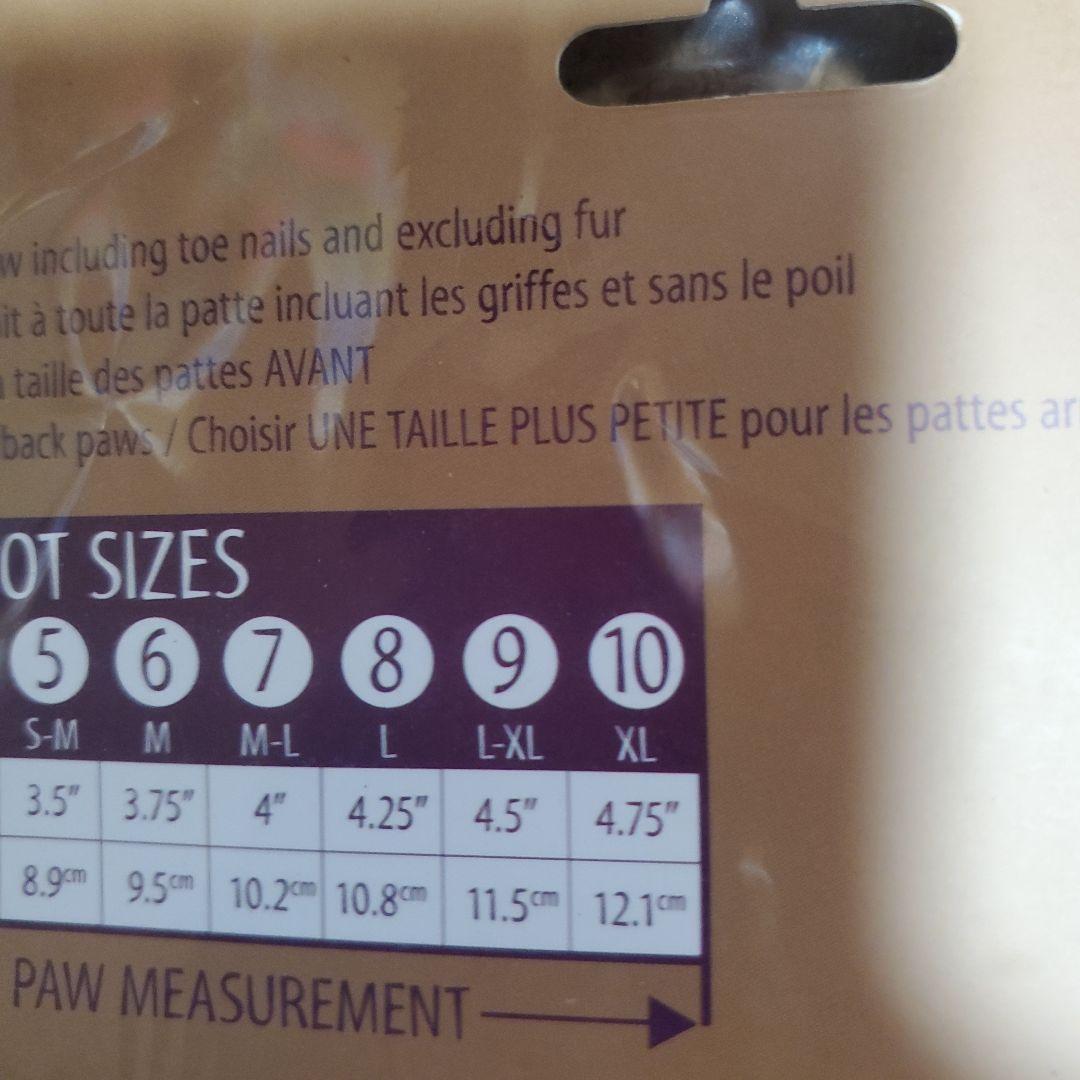 including toe nails and excluding fur
à toute la patte incluant les griffes et sans le poil
taille des pattes AVANT
back paws / Choisir UNE TAILLE PLUS PETITE pour les pattes
SIZES
5 6 7 8 9 10
S-M M M-L L L-XL XL
3.5" 3.75" 4" 4.25" 4.5" 4.75"
8.9cm 9.5cm 10.2cm 10.8cm 11.5cm 12.1cm
PAW MEASUREMENT